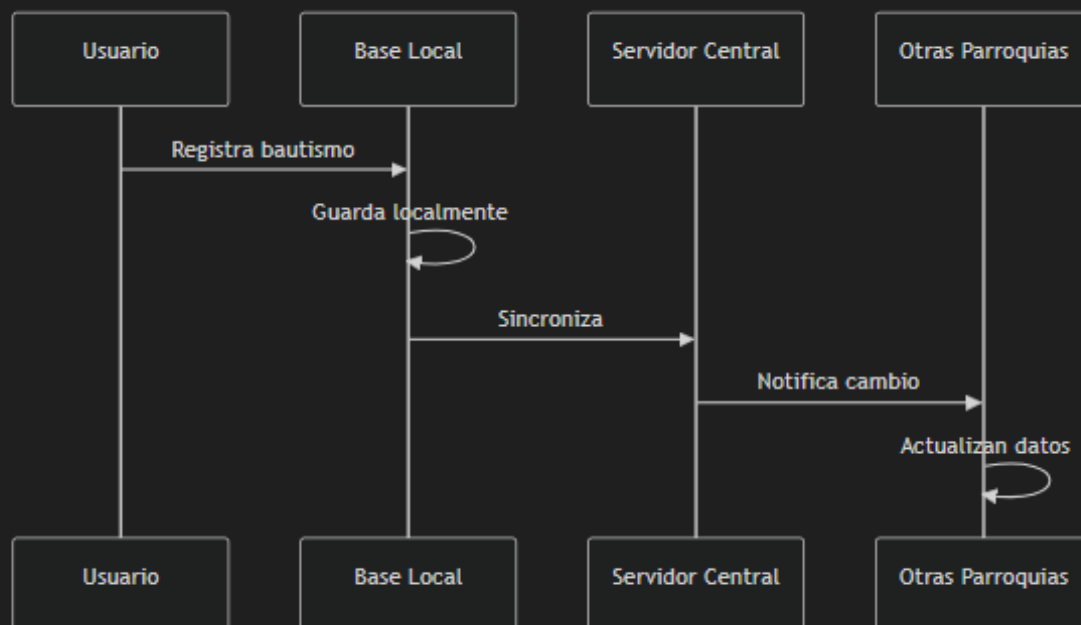 Usuario
Base Local
Servidor Central
Otras Parroquias
Registra bautismo
Guarda localmente
Sincroniza
Notifica cambio
Actualizan datos
Usuario
Base Local
Servidor Central
Otras Parroquias